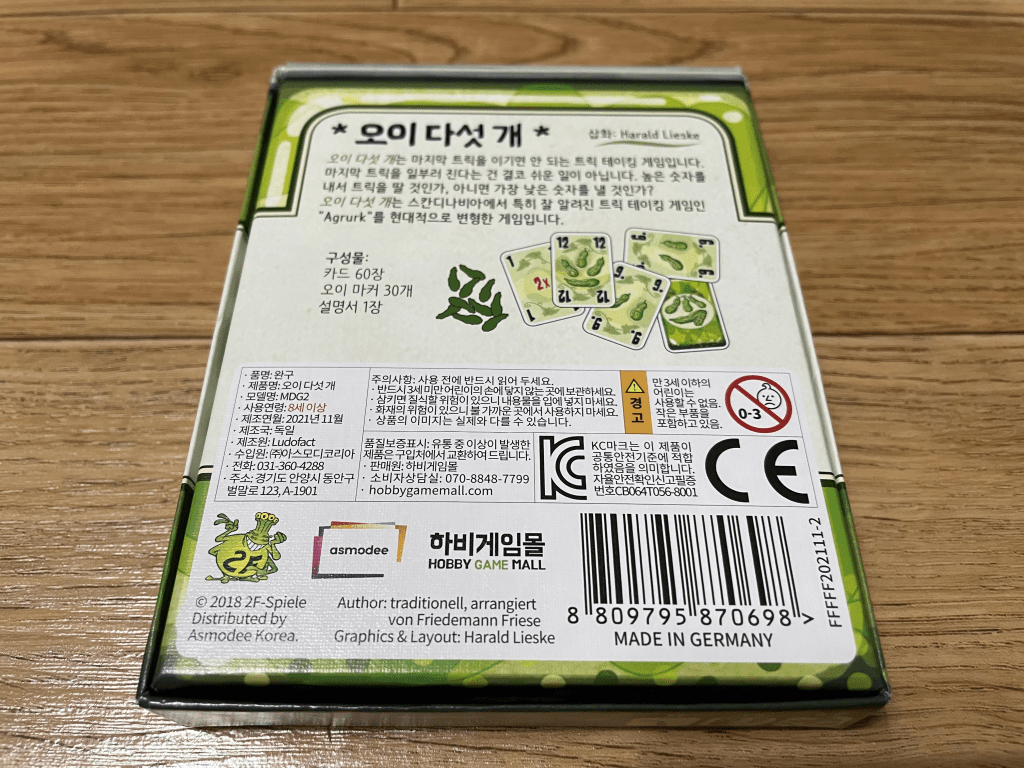 * 오이 다섯 개 *
삽화: Harald Lieske
오이 다섯 개는 마지막 트릭을 이기면 안 되는 트릭 테이킹 게임입니다.
마지막 트릭을 일부러 진다는 건 결코 쉬운 일이 아닙니다. 높은 숫자를
내서 트릭을 딸 것인가, 아니면 가장 낮은 숫자를 낼 것인가?
오이 다섯 개는 스칸디나비아에서 특히 잘 알려진 트릭 테이킹 게임인
"Agrurk"를 현대적으로 변형한 게임입니다.
구성물:
카드 60장
오이 마커 30개
설명서 1장
1
2x
1
12 12
12 12
6. 6.
9. 9.
· 품명: 완구
· 제품명: 오이 다섯 개
· 모델명: MDG2
· 사용연령: 8세 이상
· 제조연월: 2021년 11월
· 제조국: 독일
· 제조원: Ludofact
· 수입원: ㈜아스모디코리아
· 전화: 031-360-4288
· 주소: 경기도 안양시 동안구
벌말로 123, A-1901
주의사항: 사용 전에 반드시 읽어 두세요.
· 반드시 3세 미만 어린이의 손에 닿지 않는 곳에 보관하세요.
· 삼키면 질식할 위험이 있으니 내용물을 입에 넣지 마세요.
· 화재의 위험이 있으니 불 가까운 곳에서 사용하지 마세요.
· 상품의 이미지는 실제와 다를 수 있습니다.
품질보증표시: 유통 중 이상이 발생한
제품은 구입처에서 교환하여 드립니다.
· 판매원: 하비게임몰
· 소비자상담실: 070-8848-7799
· hobbygamemall.com
경고
만 3세 이하의
어린이는
사용할 수 없음.
작은 부품을
포함하고 있음.
0-3
KC
KC마크는 이 제품이
공통안전기준에 적합
하였음을 의미합니다.
자율안전확인신고필증
번호CB064T056-8001
CE
2F
asmodee
하비게임몰
HOBBY GAME MALL
© 2018 2F-Spiele
Distributed by
Asmodee Korea.
Author: traditionell, arrangiert
von Friedemann Friese
Graphics & Layout: Harald Lieske
8 809795 870698 >
MADE IN GERMANY
FFFFF202111-2